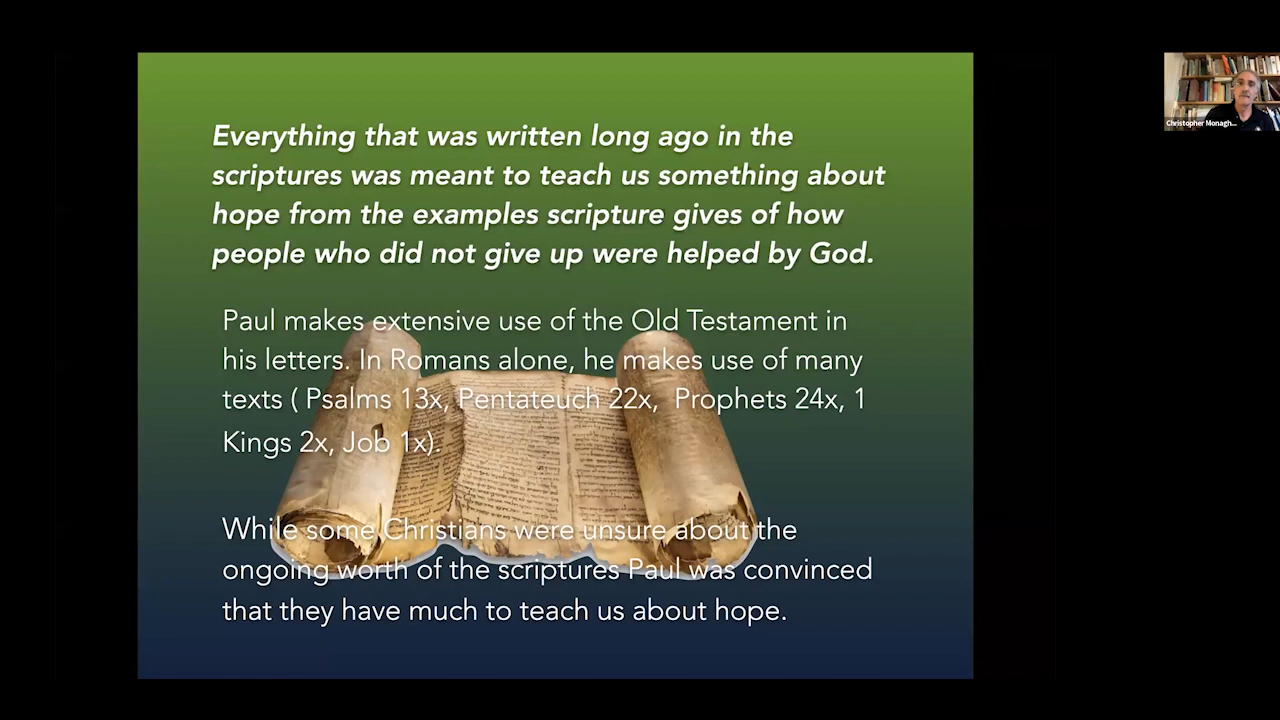 Everything that was written long ago in the
scriptures was meant to teach us something about
hope from the examples scripture gives of how
people who did not give up were helped by God.
Paul makes extensive use of the Old Testament in
his letters. In Romans alone, he makes use of many
texts ( Psalms 13x, Pentateuch 22x, Prophets 24x, 1
Kings 2x, Job 1x).
While some Christians were unsure about the
ongoing worth of the scriptures Paul was convinced
that they have much to teach us about hope.
Christopher Monagh...